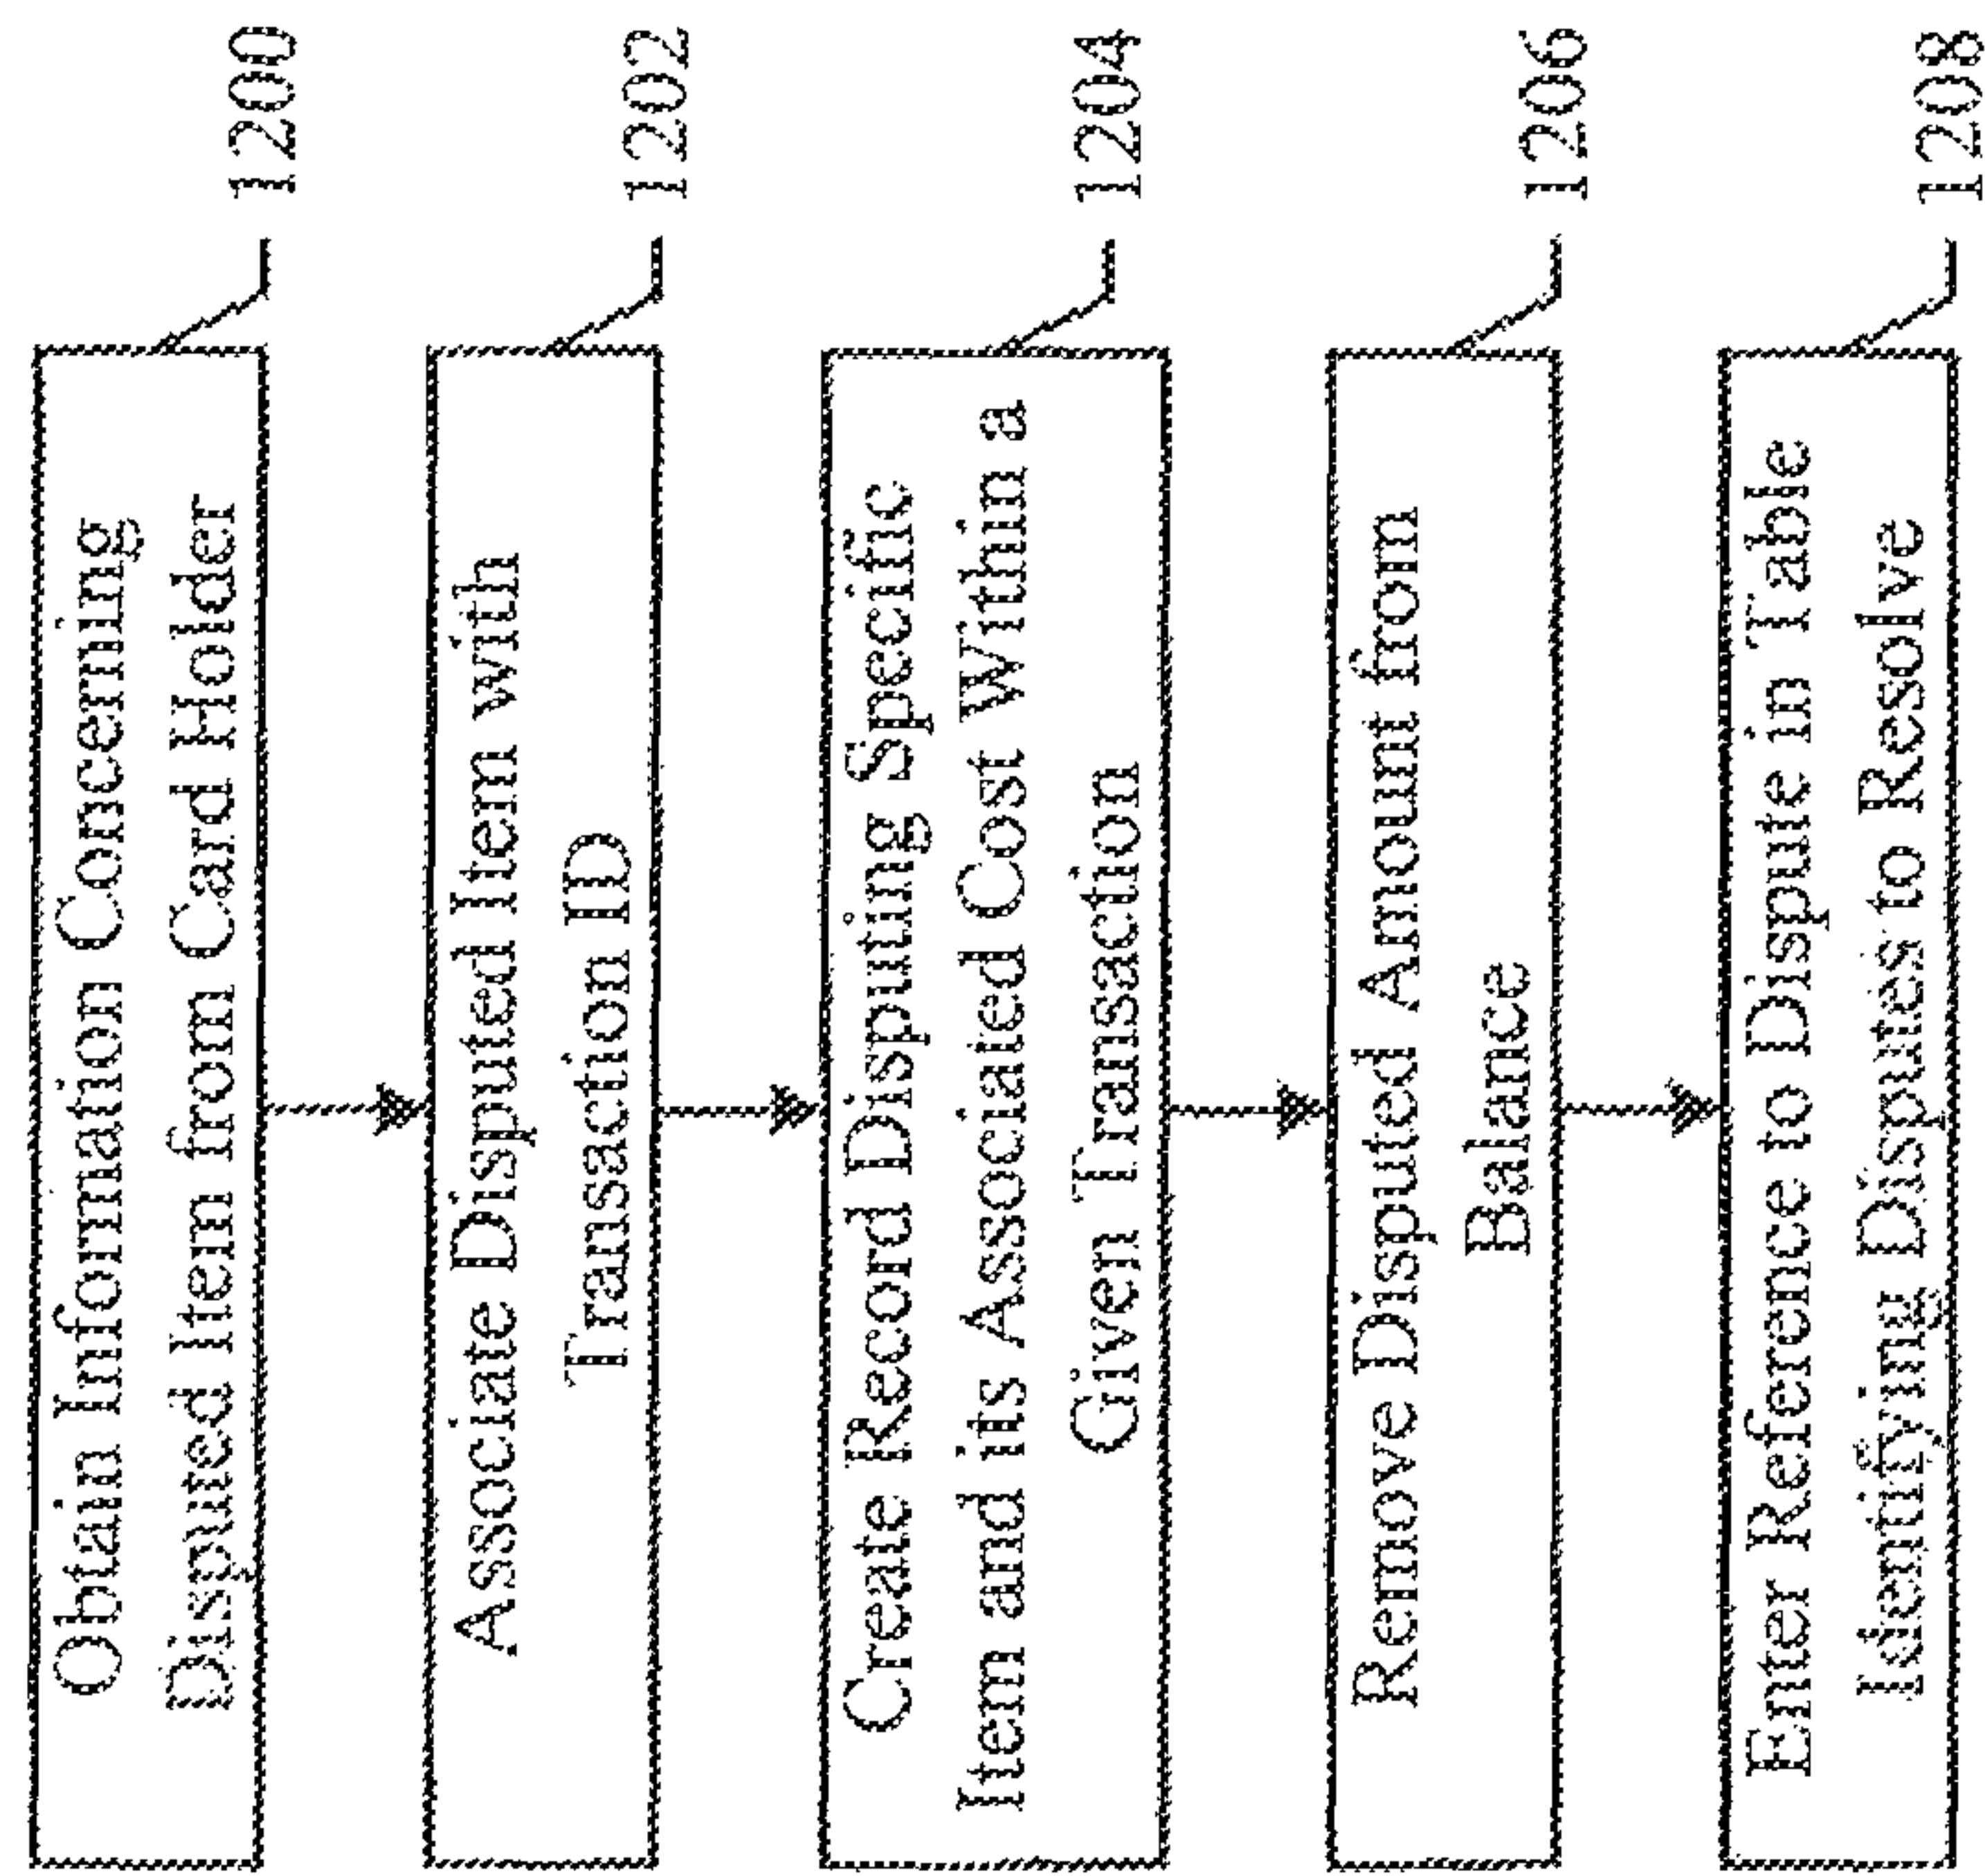 Obtain Information Concerning
Disputed Item from Card Holder
1200
Associate Disputed Item with
Transaction ID
1202
Create Record Disputing Specific
Item and its Associated Cost Within a
Given Transaction
1204
Remove Disputed Amount from
Balance
1206
Enter Reference to Dispute in Table
Identifying Disputes to Resolve
1208